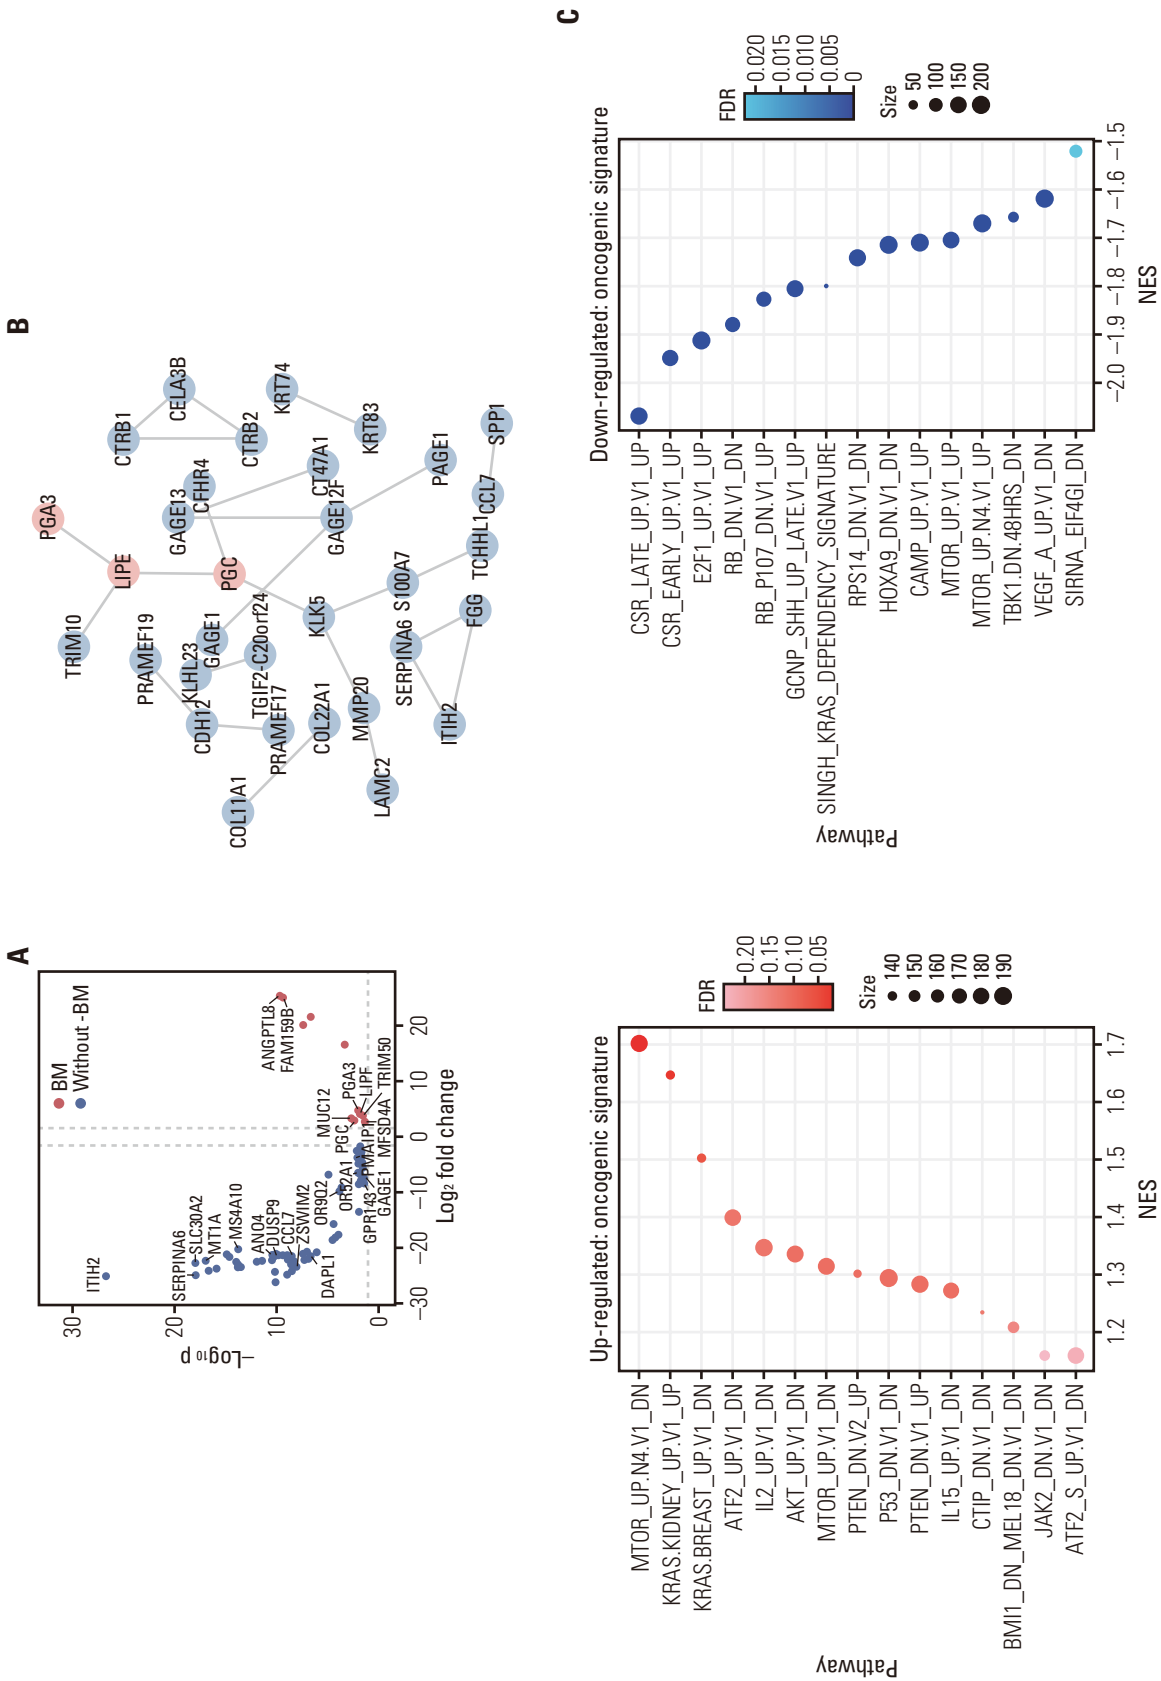 A
BM
Without -BM
ITIH2
SERPINA6
SLC30A2
MT1A
MS4A10
ANO4
DUSP9
CCL7
ZSWIM2
DAPL1
OR9Q2
OR52A1
GPR143
GAGE1
PMAIP1
MFSD4A
PGC
MUC12
PGA3
LIPF
TRIM50
ANGPTL8
FAM159B
30
20
10
0
–Log10 p
–30
–20
–10
0
10
20
Log2 fold change
B
PGA3
LIPE
TRIM10
PGC
CTRB1
CELA3B
CTRB2
KRT74
KRT83
CFHR4
GAGE13
CT47A1
GAGE12F
PAGE1
SPP1
CCL7
TCHHL1
S100A7
KLK5
GAGE1
KLHL23
TGIF2-C20orf24
PRAMEF19
CDH12
PRAMEF17
COL22A1
COL11A1
MMP20
LAMC2
SERPINA6
FGG
ITIH2
C
Up-regulated: oncogenic signature
Pathway
MTOR_UP.N4.V1_DN
KRAS.KIDNEY_UP.V1_UP
KRAS.BREAST_UP.V1_DN
ATF2_UP.V1_DN
IL2_UP.V1_DN
AKT_UP.V1_DN
MTOR_UP.V1_DN
PTEN_DN.V2_UP
P53_DN.V1_DN
PTEN_DN.V1_UP
IL15_UP.V1_DN
CTIP_DN.V1_DN
BMI1_DN_MEL18_DN.V1_DN
JAK2_DN.V1_DN
ATF2_S_UP.V1_DN
1.2
1.3
1.4
1.5
1.6
1.7
NES
FDR
0.20
0.15
0.10
0.05
Size
140
150
160
170
180
190
Down-regulated: oncogenic signature
Pathway
CSR_LATE_UP.V1_UP
CSR_EARLY_UP.V1_UP
E2F1_UP.V1_UP
RB_DN.V1_DN
RB_P107_DN.V1_UP
GCNP_SHH_UP_LATE.V1_UP
SINGH_KRAS_DEPENDENCY_SIGNATURE
RPS14_DN.V1_DN
HOXA9_DN.V1_DN
CAMP_UP.V1_UP
MTOR_UP.V1_UP
MTOR_UP.N4.V1_UP
TBK1.DN.48HRS_DN
VEGF_A_UP.V1_DN
SIRNA_EIF4GI_DN
–2.0
–1.9
–1.8
–1.7
–1.6
–1.5
NES
FDR
0.020
0.015
0.010
0.005
0
Size
50
100
150
200